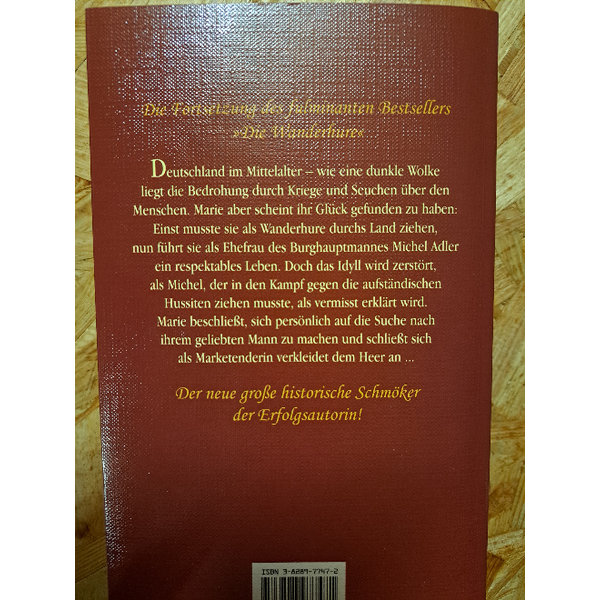 Die Fortsetzung des fulminanten Bestsellers
»Die Wanderhure«
Deutschland im Mittelalter – wie eine dunkle Wolke
liegt die Bedrohung durch Kriege und Seuchen über den
Menschen. Marie aber scheint ihr Glück gefunden zu haben:
Einst musste sie als Wanderhure durchs Land ziehen,
nun führt sie als Ehefrau des Burghauptmannes Michel Adler
ein respektables Leben. Doch das Idyll wird zerstört,
als Michel, der in den Kampf gegen die aufständischen
Hussiten ziehen musste, als vermisst erklärt wird.
Marie beschließt, sich persönlich auf die Suche nach
ihrem geliebten Mann zu machen und schließt sich
als Marketenderin verkleidet dem Heer an ...
Der neue große historische Schmöker
der Erfolgsautorin!
ISBN 3-8289-7747-2